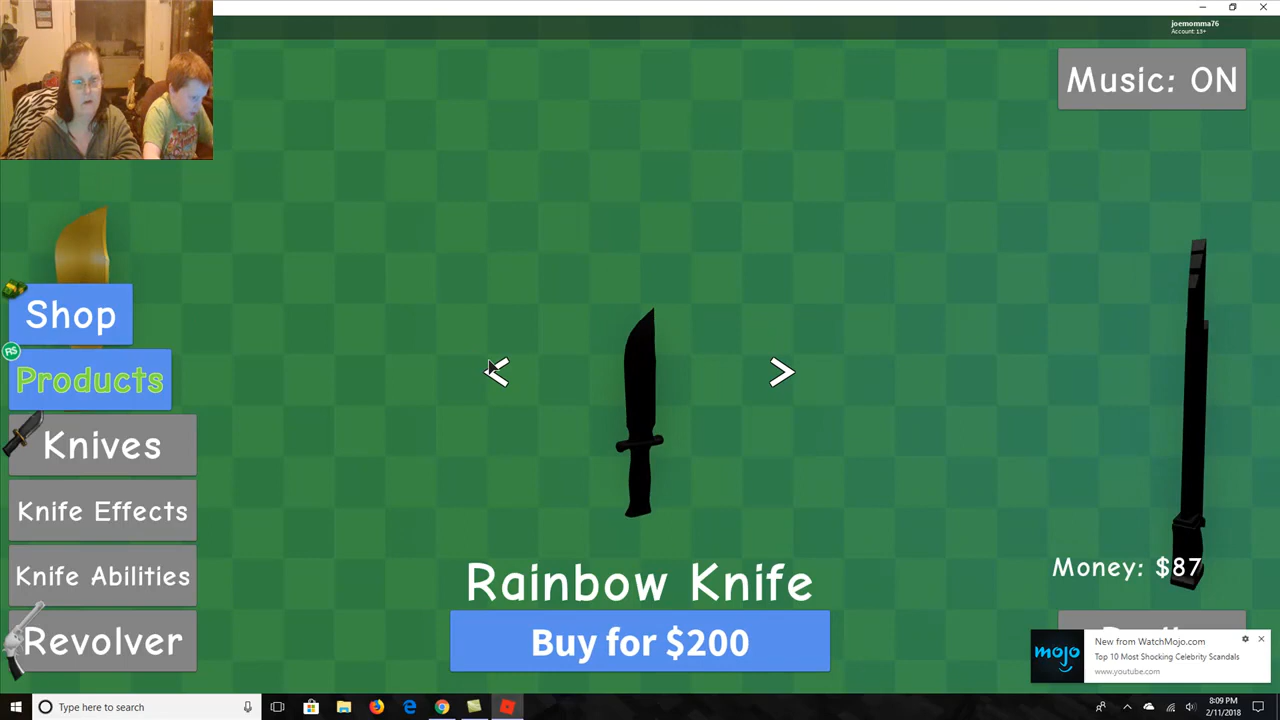 joemomma76
Account: 13+
Music: ON
Shop
RS
Products
Knives
Knife Effects
Knife Abilities
Revolver
<
>
Rainbow Knife
Buy for $200
Money: $87
mojo
New from WatchMojo.com
Top 10 Most Shocking Celebrity Scandals
www.youtube.com
Type here to search
8:09 PM
2/11/2018